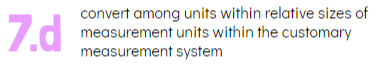 7.d
convert among units within relative sizes of
measurement units within the customary
measurement system